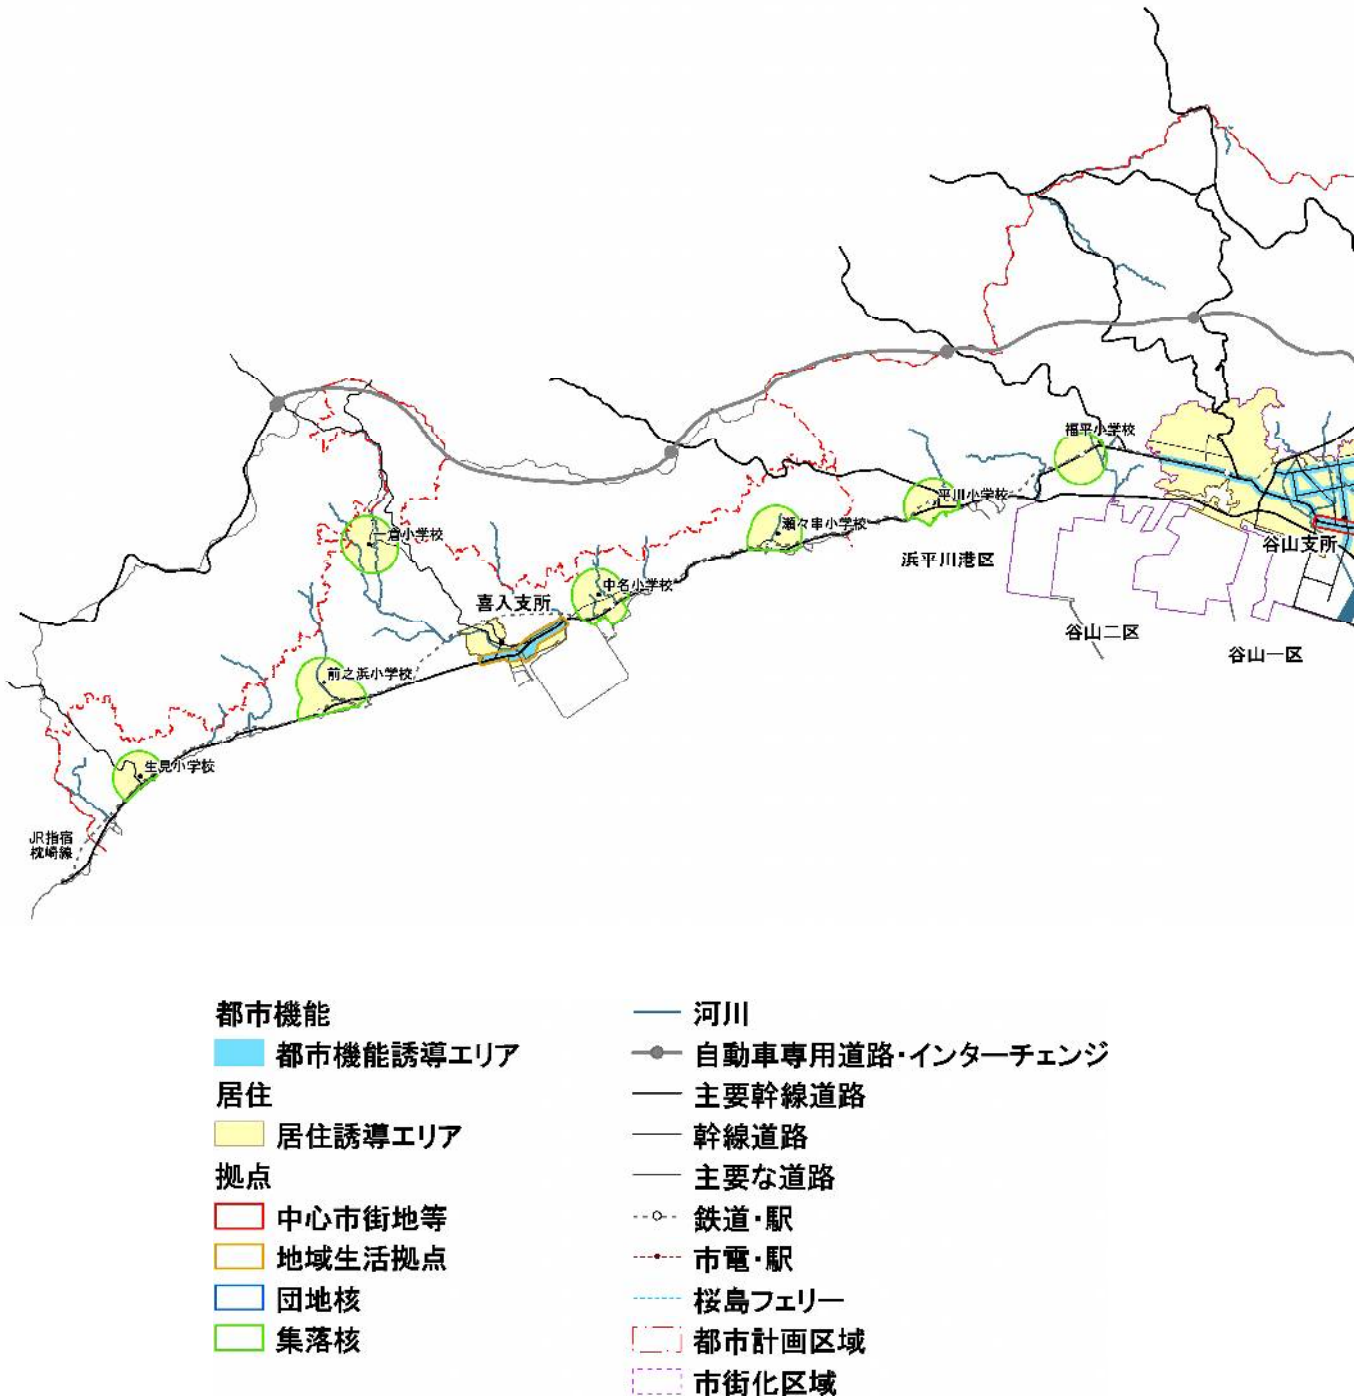 福平小学校
平川小学校
瀬々串小学校
一倉小学校
浜平川港区
谷山支所
中名小学校
喜入支所
谷山二区
谷山一区
前之浜小学校
生見小学校
JR指宿
枕崎線
都市機能
都市機能誘導エリア
居住
居住誘導エリア
拠点
中心市街地等
地域生活拠点
団地核
集落核
河川
自動車専用道路・インターチェンジ
主要幹線道路
幹線道路
主要な道路
鉄道・駅
市電・駅
桜島フェリー
都市計画区域
市街化区域